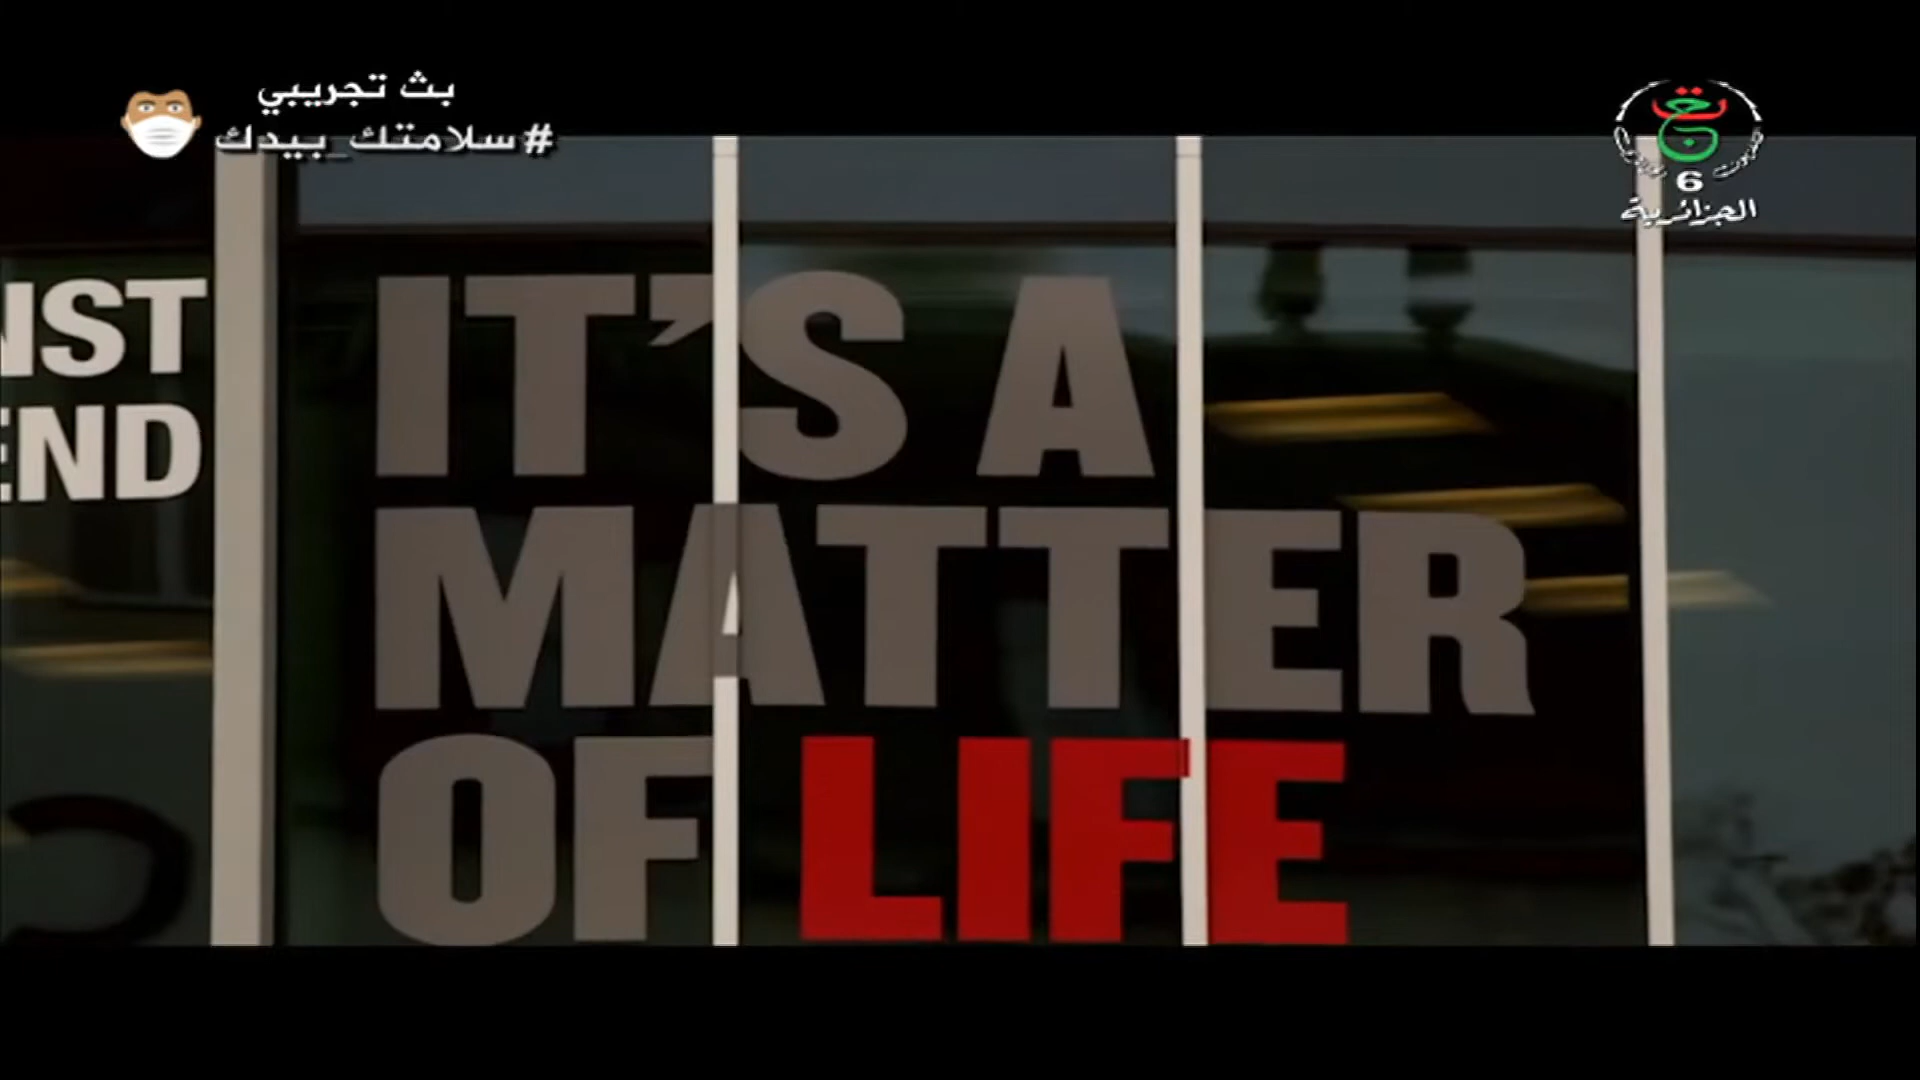 بث تجريبي
#سلامتك_بيدك
6
الجزائرية
NST
END
IT'S A
MATTER
OF LIFE